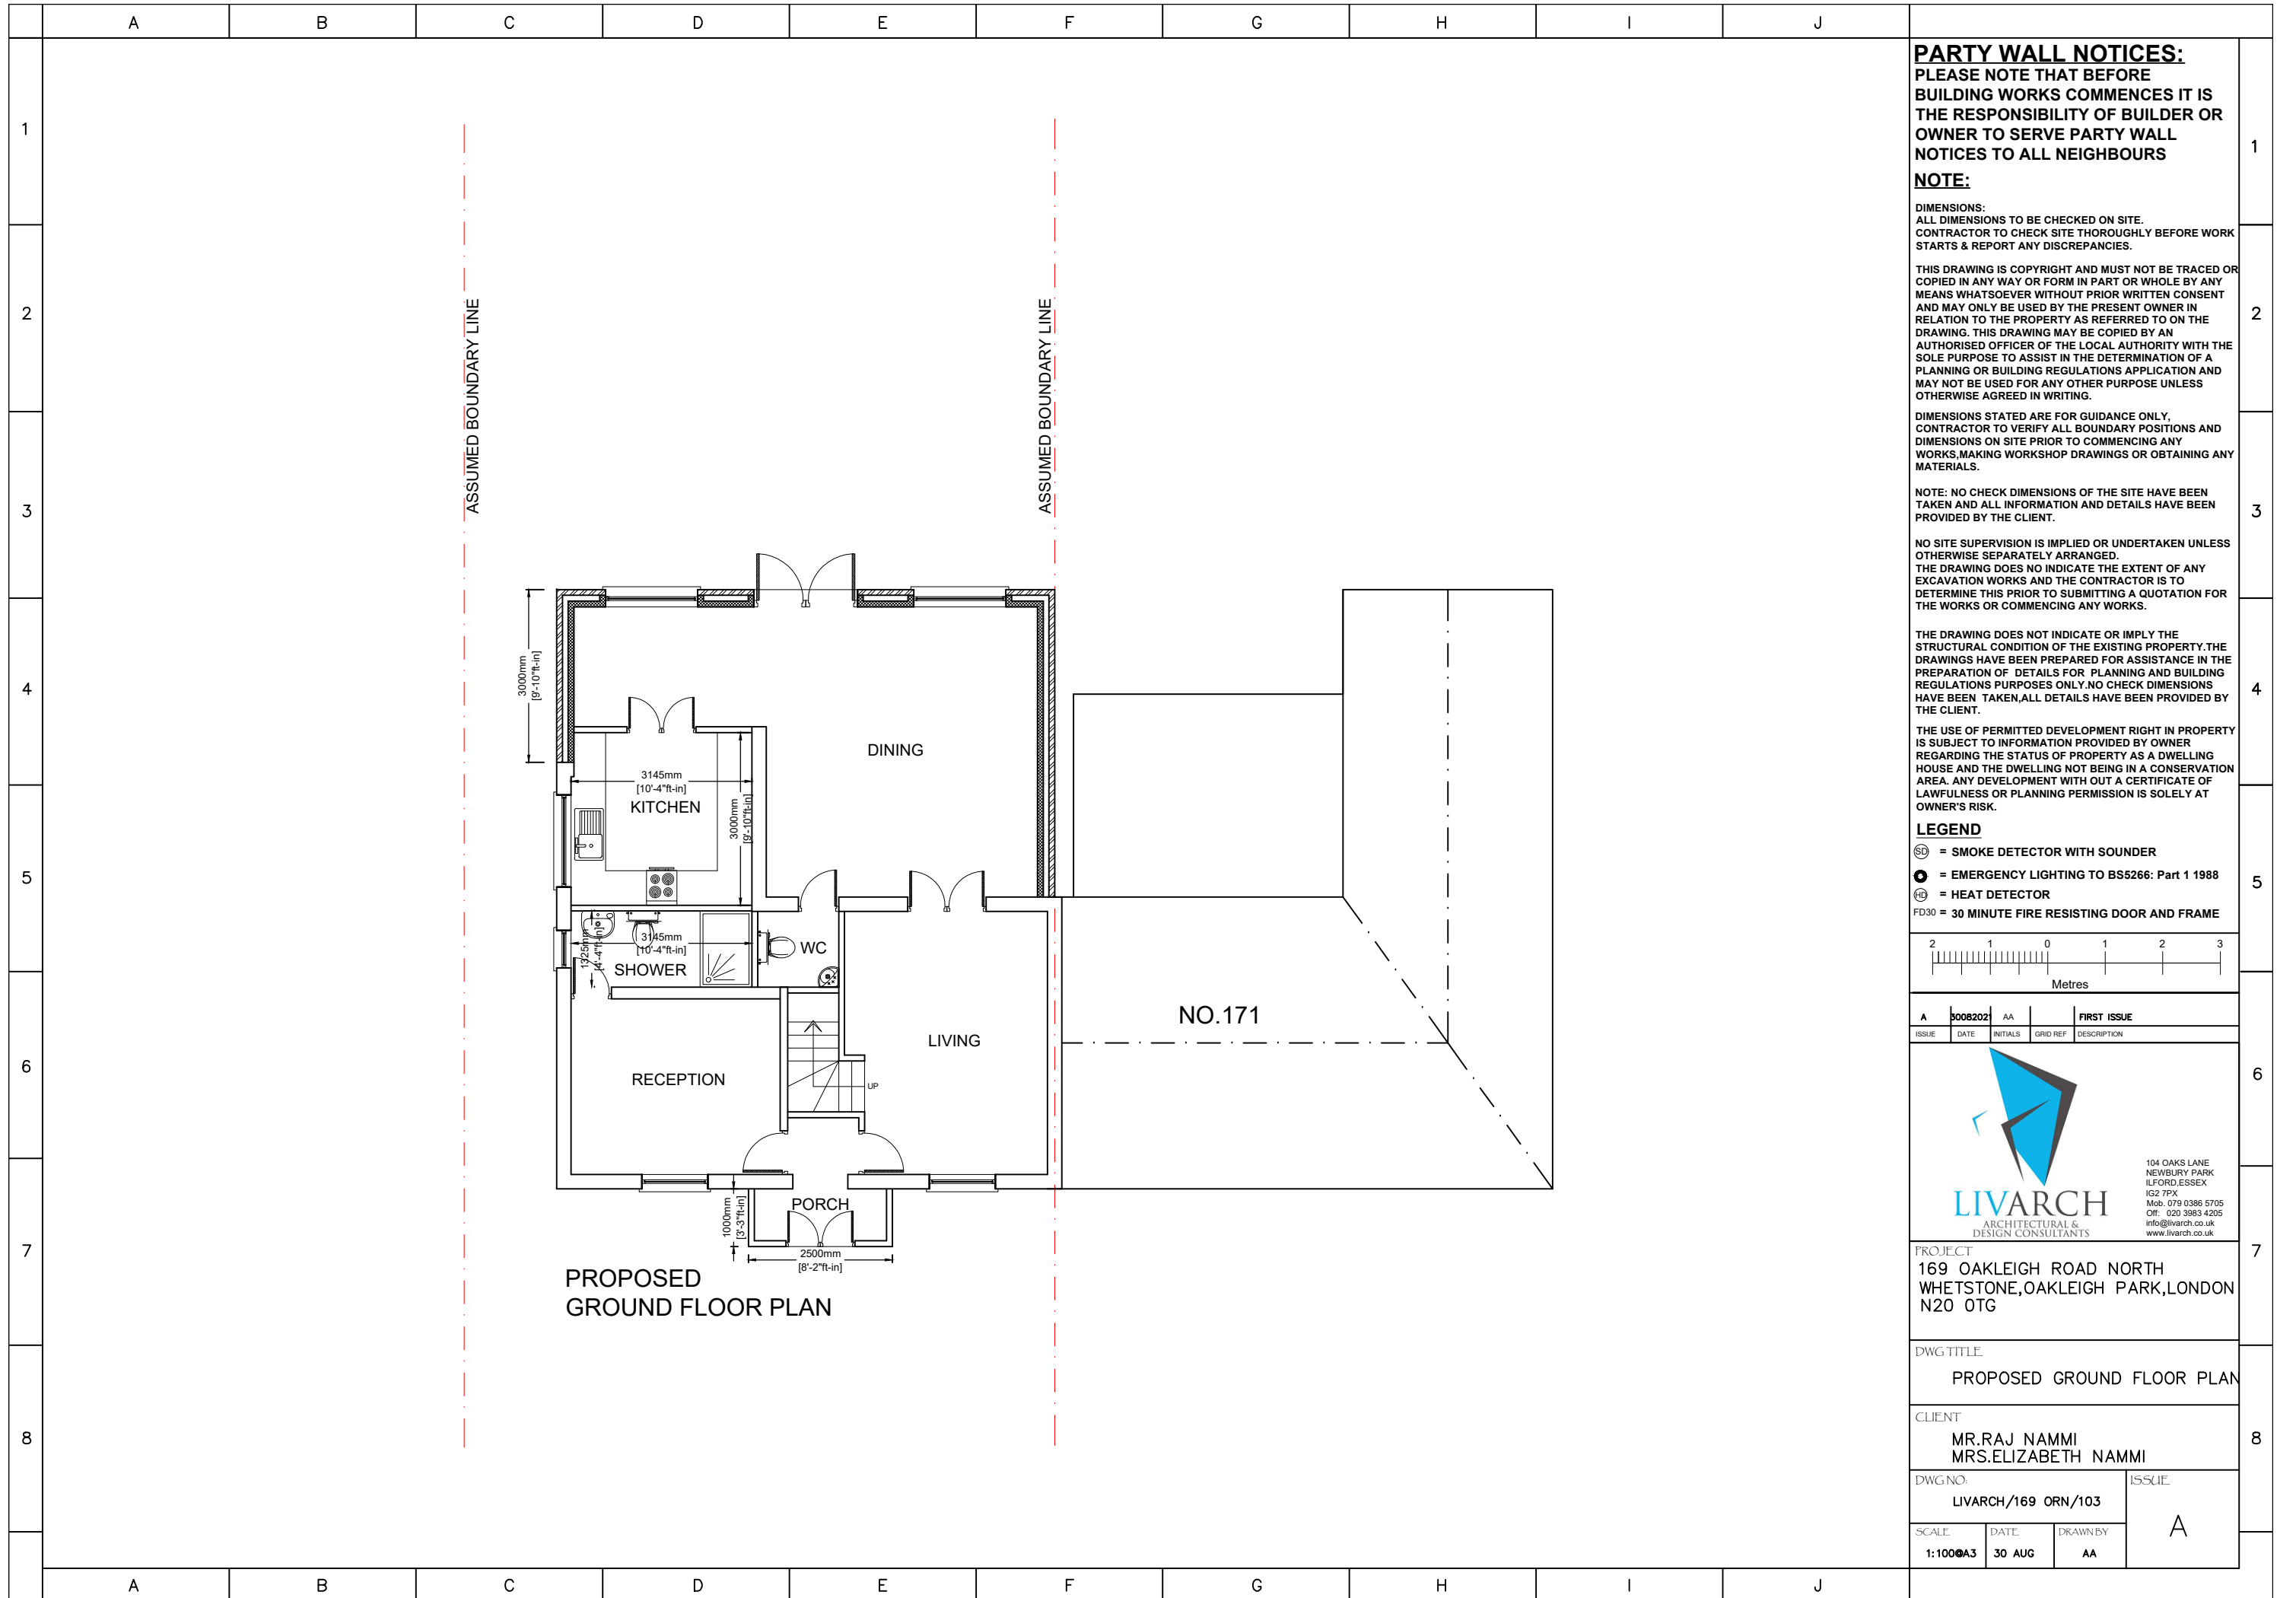 A B C D E F G H I J
1
2
3
4
5
6
7
8
ASSUMED BOUNDARY LINE
ASSUMED BOUNDARY LINE
3000mm
[9'-10"ft-in]
DINING
3145mm
[10'-4"ft-in]
KITCHEN
3000mm
[9'-10"ft-in]
1325mm
[4'-4"ft-in]
3145mm
[10'-4"ft-in]
SHOWER
WC
NO.171
LIVING
RECEPTION
UP
PORCH
1000mm
[3'-3"ft-in]
2500mm
[8'-2"ft-in]
PROPOSED
GROUND FLOOR PLAN
A B C D E F G H I J
PARTY WALL NOTICES:
PLEASE NOTE THAT BEFORE
BUILDING WORKS COMMENCES IT IS
THE RESPONSIBILITY OF BUILDER OR
OWNER TO SERVE PARTY WALL
NOTICES TO ALL NEIGHBOURS
NOTE:
DIMENSIONS:
ALL DIMENSIONS TO BE CHECKED ON SITE.
CONTRACTOR TO CHECK SITE THOROUGHLY BEFORE WORK
STARTS & REPORT ANY DISCREPANCIES.
THIS DRAWING IS COPYRIGHT AND MUST NOT BE TRACED OR
COPIED IN ANY WAY OR FORM IN PART OR WHOLE BY ANY
MEANS WHATSOEVER WITHOUT PRIOR WRITTEN CONSENT
AND MAY ONLY BE USED BY THE PRESENT OWNER IN
RELATION TO THE PROPERTY AS REFERRED TO ON THE
DRAWING. THIS DRAWING MAY BE COPIED BY AN
AUTHORISED OFFICER OF THE LOCAL AUTHORITY WITH THE
SOLE PURPOSE TO ASSIST IN THE DETERMINATION OF A
PLANNING OR BUILDING REGULATIONS APPLICATION AND
MAY NOT BE USED FOR ANY OTHER PURPOSE UNLESS
OTHERWISE AGREED IN WRITING.
DIMENSIONS STATED ARE FOR GUIDANCE ONLY,
CONTRACTOR TO VERIFY ALL BOUNDARY POSITIONS AND
DIMENSIONS ON SITE PRIOR TO COMMENCING ANY
WORKS,MAKING WORKSHOP DRAWINGS OR OBTAINING ANY
MATERIALS.
NOTE: NO CHECK DIMENSIONS OF THE SITE HAVE BEEN
TAKEN AND ALL INFORMATION AND DETAILS HAVE BEEN
PROVIDED BY THE CLIENT.
NO SITE SUPERVISION IS IMPLIED OR UNDERTAKEN UNLESS
OTHERWISE SEPARATELY ARRANGED.
THE DRAWING DOES NO INDICATE THE EXTENT OF ANY
EXCAVATION WORKS AND THE CONTRACTOR IS TO
DETERMINE THIS PRIOR TO SUBMITTING A QUOTATION FOR
THE WORKS OR COMMENCING ANY WORKS.
THE DRAWING DOES NOT INDICATE OR IMPLY THE
STRUCTURAL CONDITION OF THE EXISTING PROPERTY.THE
DRAWINGS HAVE BEEN PREPARED FOR ASSISTANCE IN THE
PREPARATION OF DETAILS FOR PLANNING AND BUILDING
REGULATIONS PURPOSES ONLY.NO CHECK DIMENSIONS
HAVE BEEN TAKEN,ALL DETAILS HAVE BEEN PROVIDED BY
THE CLIENT.
THE USE OF PERMITTED DEVELOPMENT RIGHT IN PROPERTY
IS SUBJECT TO INFORMATION PROVIDED BY OWNER
REGARDING THE STATUS OF PROPERTY AS A DWELLING
HOUSE AND THE DWELLING NOT BEING IN A CONSERVATION
AREA. ANY DEVELOPMENT WITH OUT A CERTIFICATE OF
LAWFULNESS OR PLANNING PERMISSION IS SOLELY AT
OWNER'S RISK.
LEGEND
SD = SMOKE DETECTOR WITH SOUNDER
= EMERGENCY LIGHTING TO BS5266: Part 1 1988
HD = HEAT DETECTOR
FD30 = 30 MINUTE FIRE RESISTING DOOR AND FRAME
2 1 0 1 2 3
Metres
A 30082021 AA FIRST ISSUE
ISSUE DATE INITIALS GRID REF DESCRIPTION
LIVARCH
ARCHITECTURAL &
DESIGN CONSULTANTS
104 OAKS LANE
NEWBURY PARK
ILFORD,ESSEX
IG2 7PX
Mob. 079 0386 5705
Off: 020 3983 4205
info@livarch.co.uk
www.livarch.co.uk
PROJECT
169 OAKLEIGH ROAD NORTH
WHETSTONE,OAKLEIGH PARK,LONDON
N20 0TG
DWG TITLE
PROPOSED GROUND FLOOR PLAN
CLIENT
MR.RAJ NAMMI
MRS.ELIZABETH NAMMI
DWG NO:
LIVARCH/169 ORN/103
ISSUE
A
SCALE DATE DRAWN BY
1:100@A3 30 AUG AA
1
2
3
4
5
6
7
8